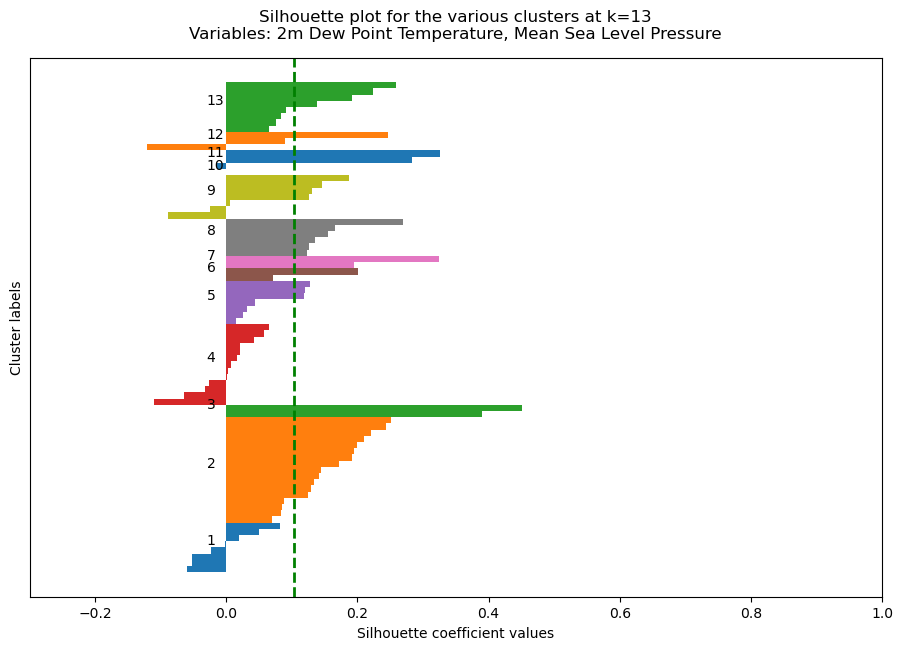 Silhouette plot for the various clusters at k=13
Variables: 2m Dew Point Temperature, Mean Sea Level Pressure
Cluster labels
13
12
11
10
9
8
7
6
5
4
3
2
1
−0.2 0.0 0.2 0.4 0.6 0.8 1.0
Silhouette coefficient values